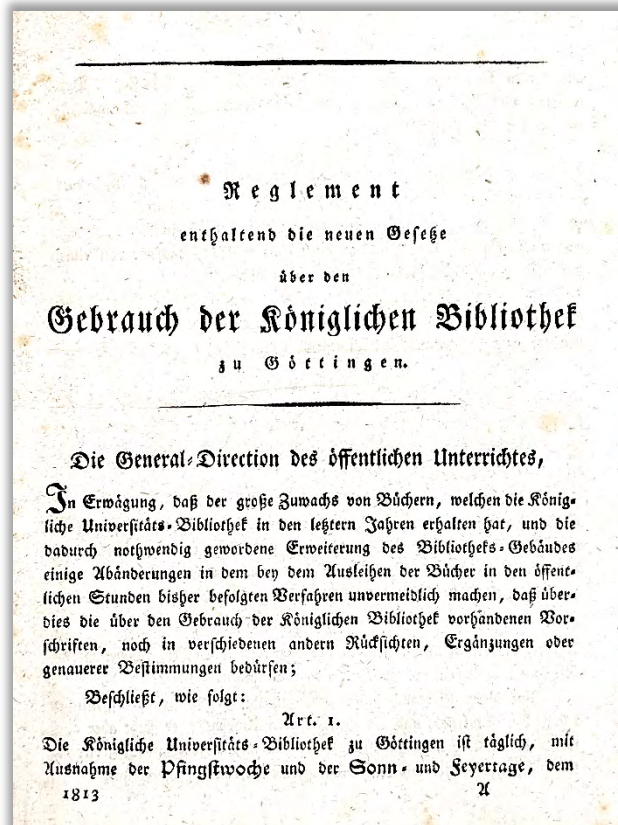 Reglement
enthaltend die neuen Gesetze
über den
Gebrauch der Königlichen Bibliothek
zu Göttingen.
Die General-Direction des öffentlichen Unterrichtes,
In Erwägung, daß der große Zuwachs von Büchern, welchen die König-
liche Universitäts-Bibliothek in den letztern Jahren erhalten hat, und die
dadurch nothwendig gewordene Erweiterung des Bibliotheks-Gebäudes
einige Abänderungen in dem bey dem Ausleihen der Bücher in den öffent-
lichen Stunden bisher befolgten Verfahren unvermeidlich machen, daß über-
dies die über den Gebrauch der Königlichen Bibliothek vorhandenen Vor-
schriften, noch in verschiedenen andern Rücksichten, Ergänzungen oder
genauerer Bestimmungen bedürfen;
Beschließt, wie folgt:
Art. 1.
Die Königliche Universitäts-Bibliothek zu Göttingen ist täglich, mit
Ausnahme der Pfingstwoche und der Sonn- und Feyertage, dem
1813 A